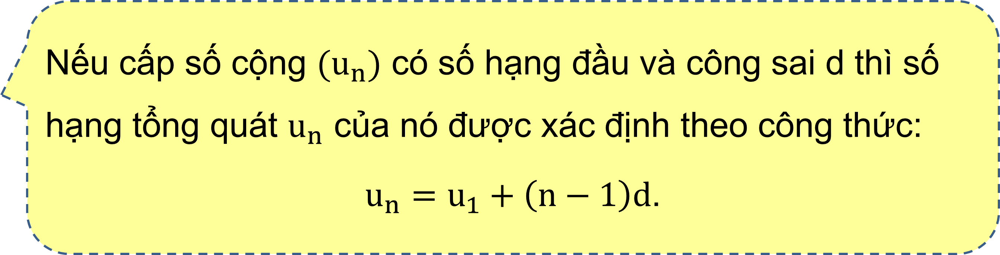 Nếu cấp số cộng (uₙ) có số hạng đầu và công sai d thì số
hạng tổng quát uₙ của nó được xác định theo công thức:
uₙ = u₁ + (n − 1)d.